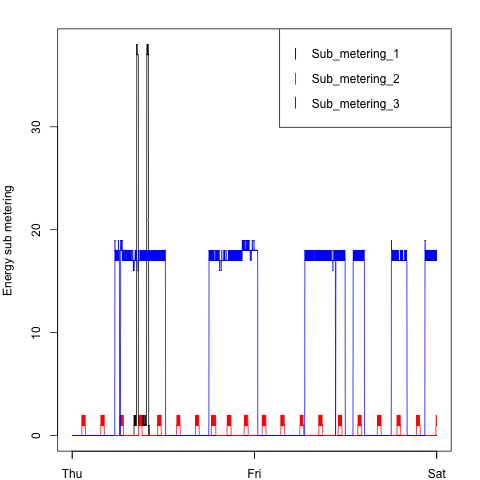 Sub_metering_1
Sub_metering_2
Sub_metering_3
Energy sub metering
30
20
10
0
Thu
Fri
Sat